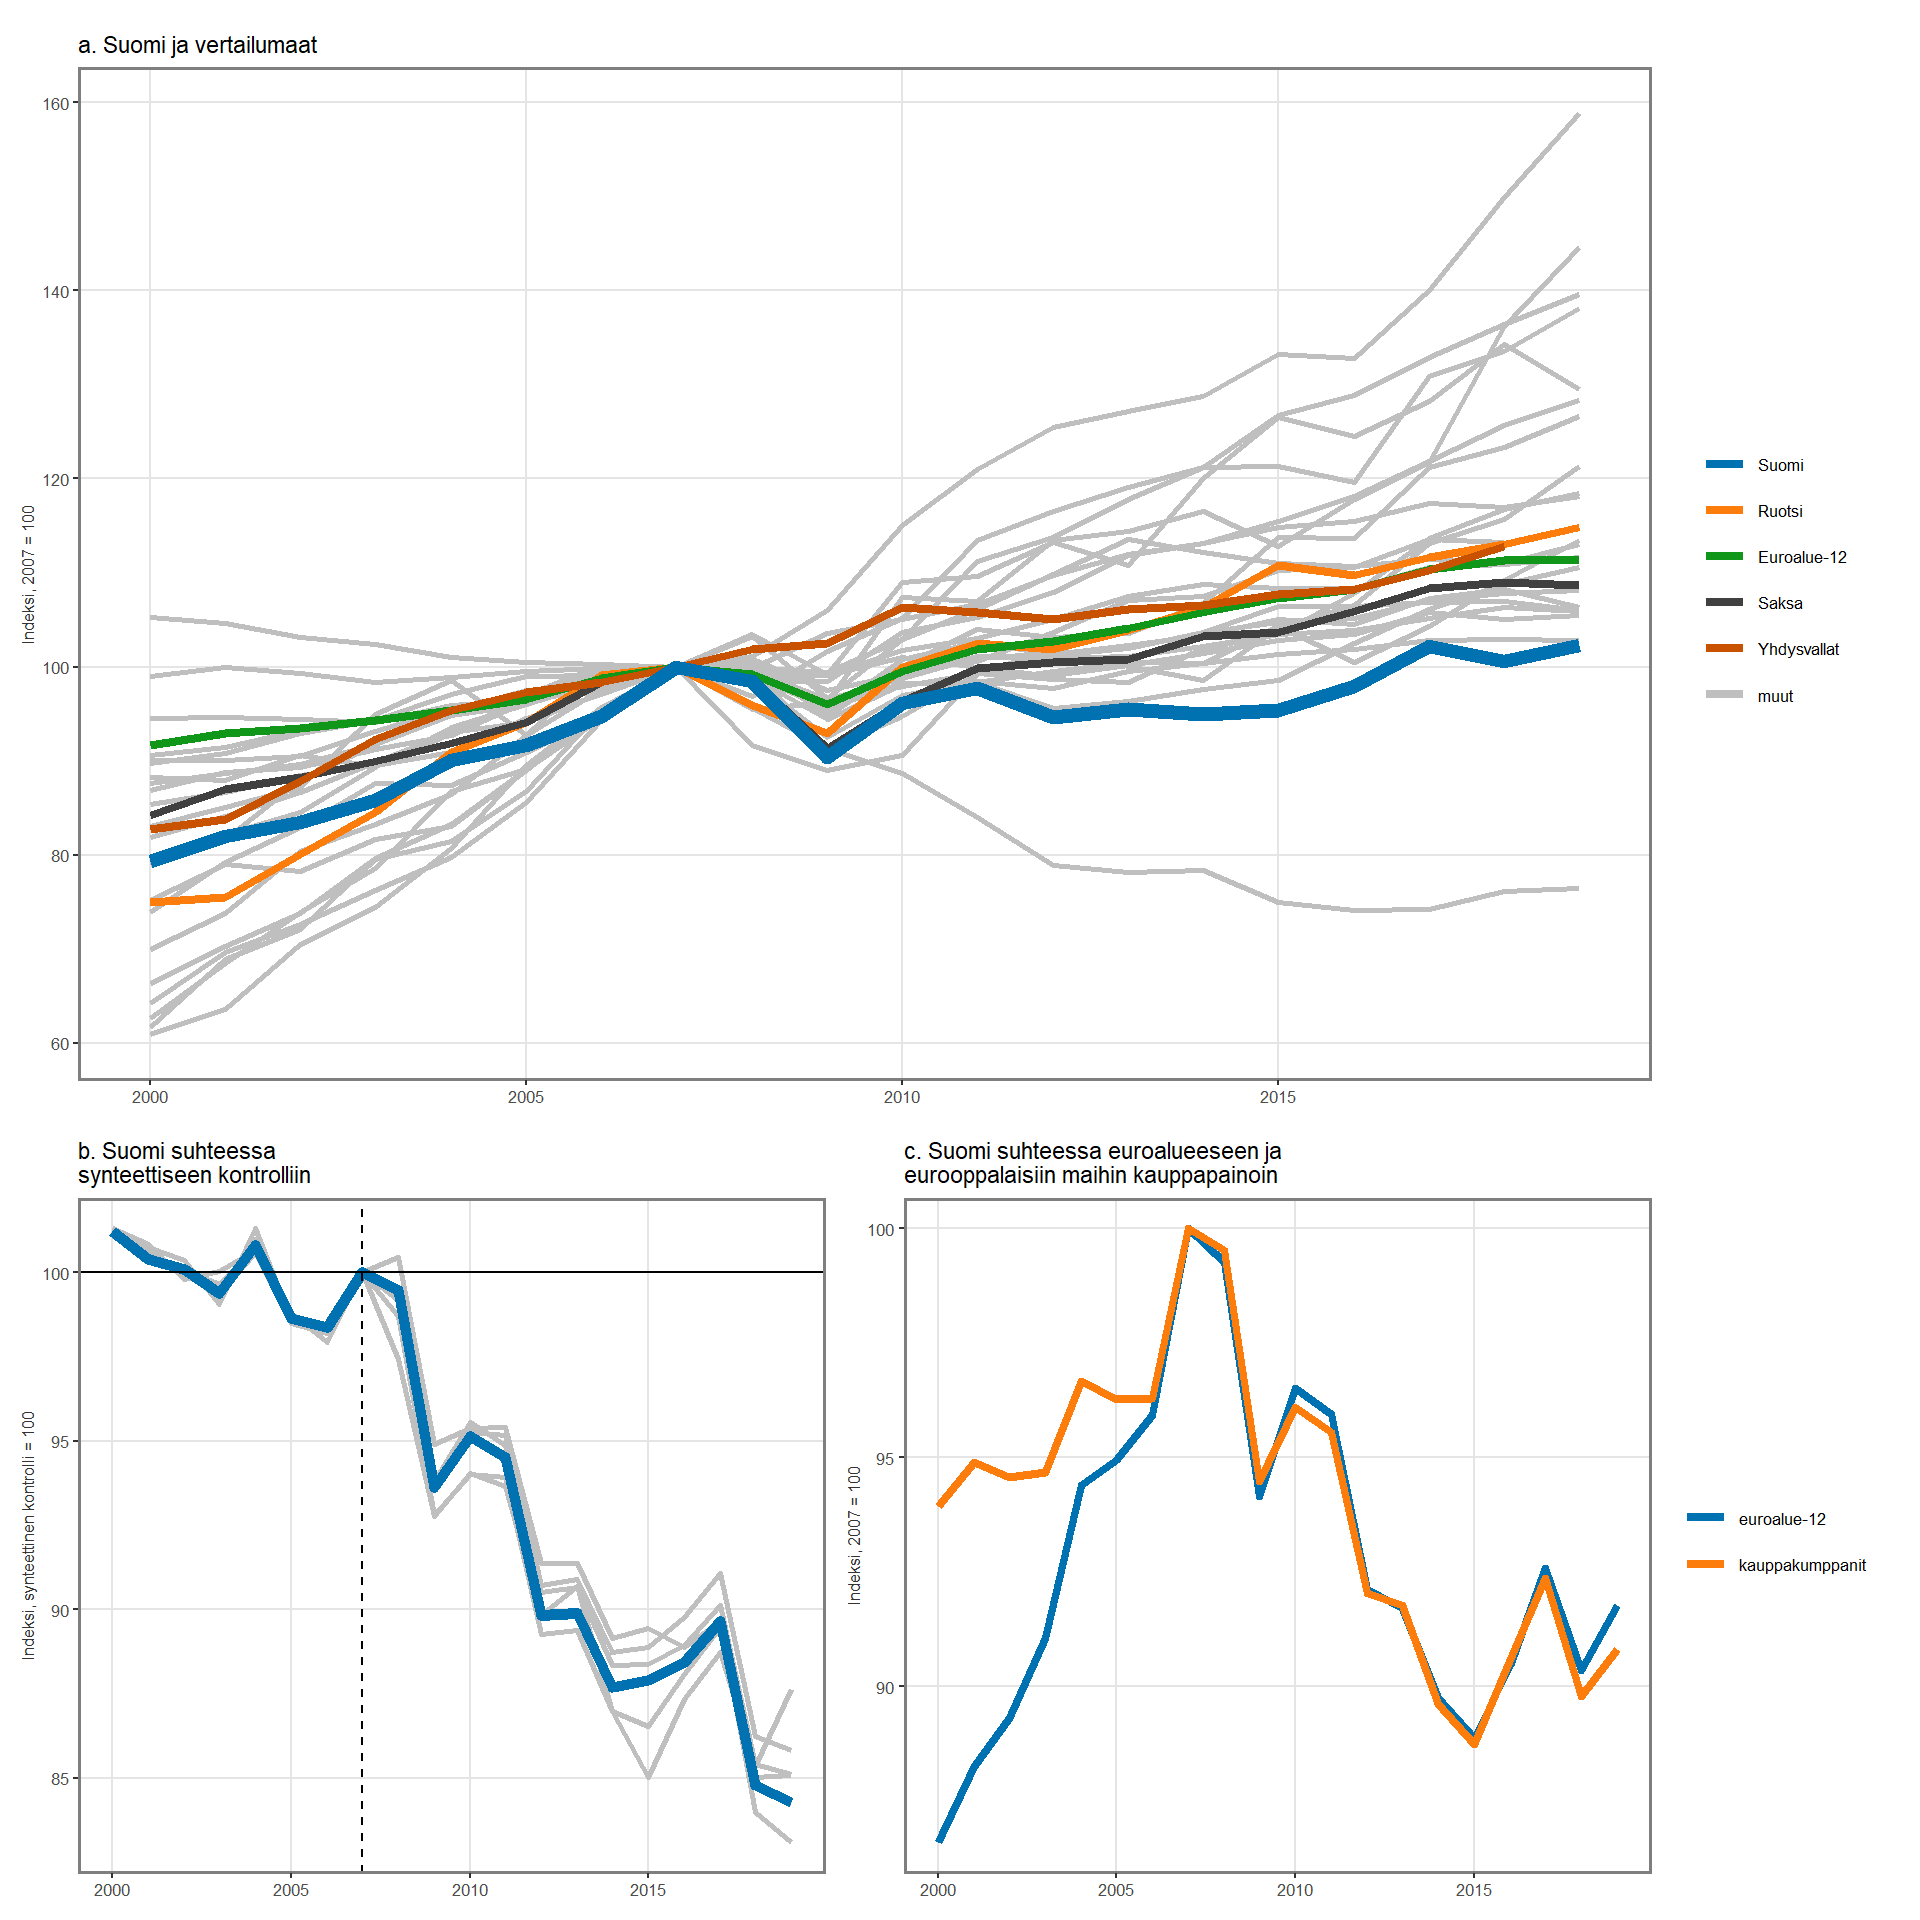 a. Suomi ja vertailumaat
Indeksi, 2007 = 100
160
140
120
100
80
60
2000
2005
2010
2015
Suomi
Ruotsi
Euroalue-12
Saksa
Yhdysvallat
muut
b. Suomi suhteessa
synteettiseen kontrolliin
Indeksi, synteettinen kontrolli = 100
100
95
90
85
2000
2005
2010
2015
c. Suomi suhteessa euroalueeseen ja
eurooppalaisiin maihin kauppapainoin
Indeksi, 2007 = 100
100
95
90
2000
2005
2010
2015
euroalue-12
kauppakumppanit